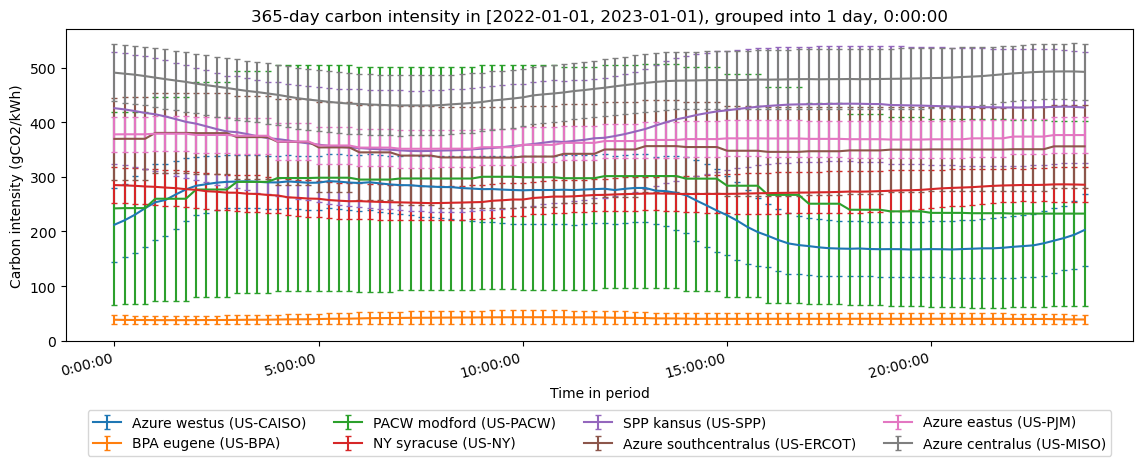 365-day carbon intensity in [2022-01-01, 2023-01-01), grouped into 1 day, 0:00:00
Carbon intensity (gCO2/kWh)
500
400
300
200
100
0
0:00:00
5:00:00
10:00:00
15:00:00
20:00:00
Time in period
Azure westus (US-CAISO)
BPA eugene (US-BPA)
PACW modford (US-PACW)
NY syracuse (US-NY)
SPP kansus (US-SPP)
Azure southcentralus (US-ERCOT)
Azure eastus (US-PJM)
Azure centralus (US-MISO)